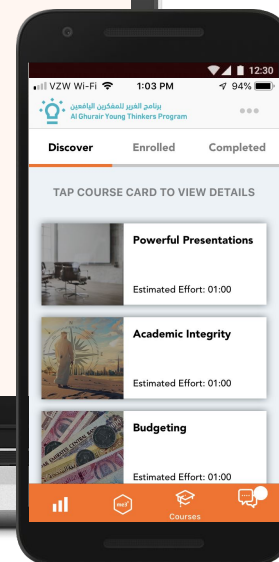 12:30
VZW Wi-Fi 1:03 PM 94%
برنامج الغرير للمفكرين اليافعين
Al Ghurair Young Thinkers Program
Discover Enrolled Completed
TAP COURSE CARD TO VIEW DETAILS
Powerful Presentations
Estimated Effort: 01:00
Academic Integrity
Estimated Effort: 01:00
Budgeting
Estimated Effort: 01:00
Courses